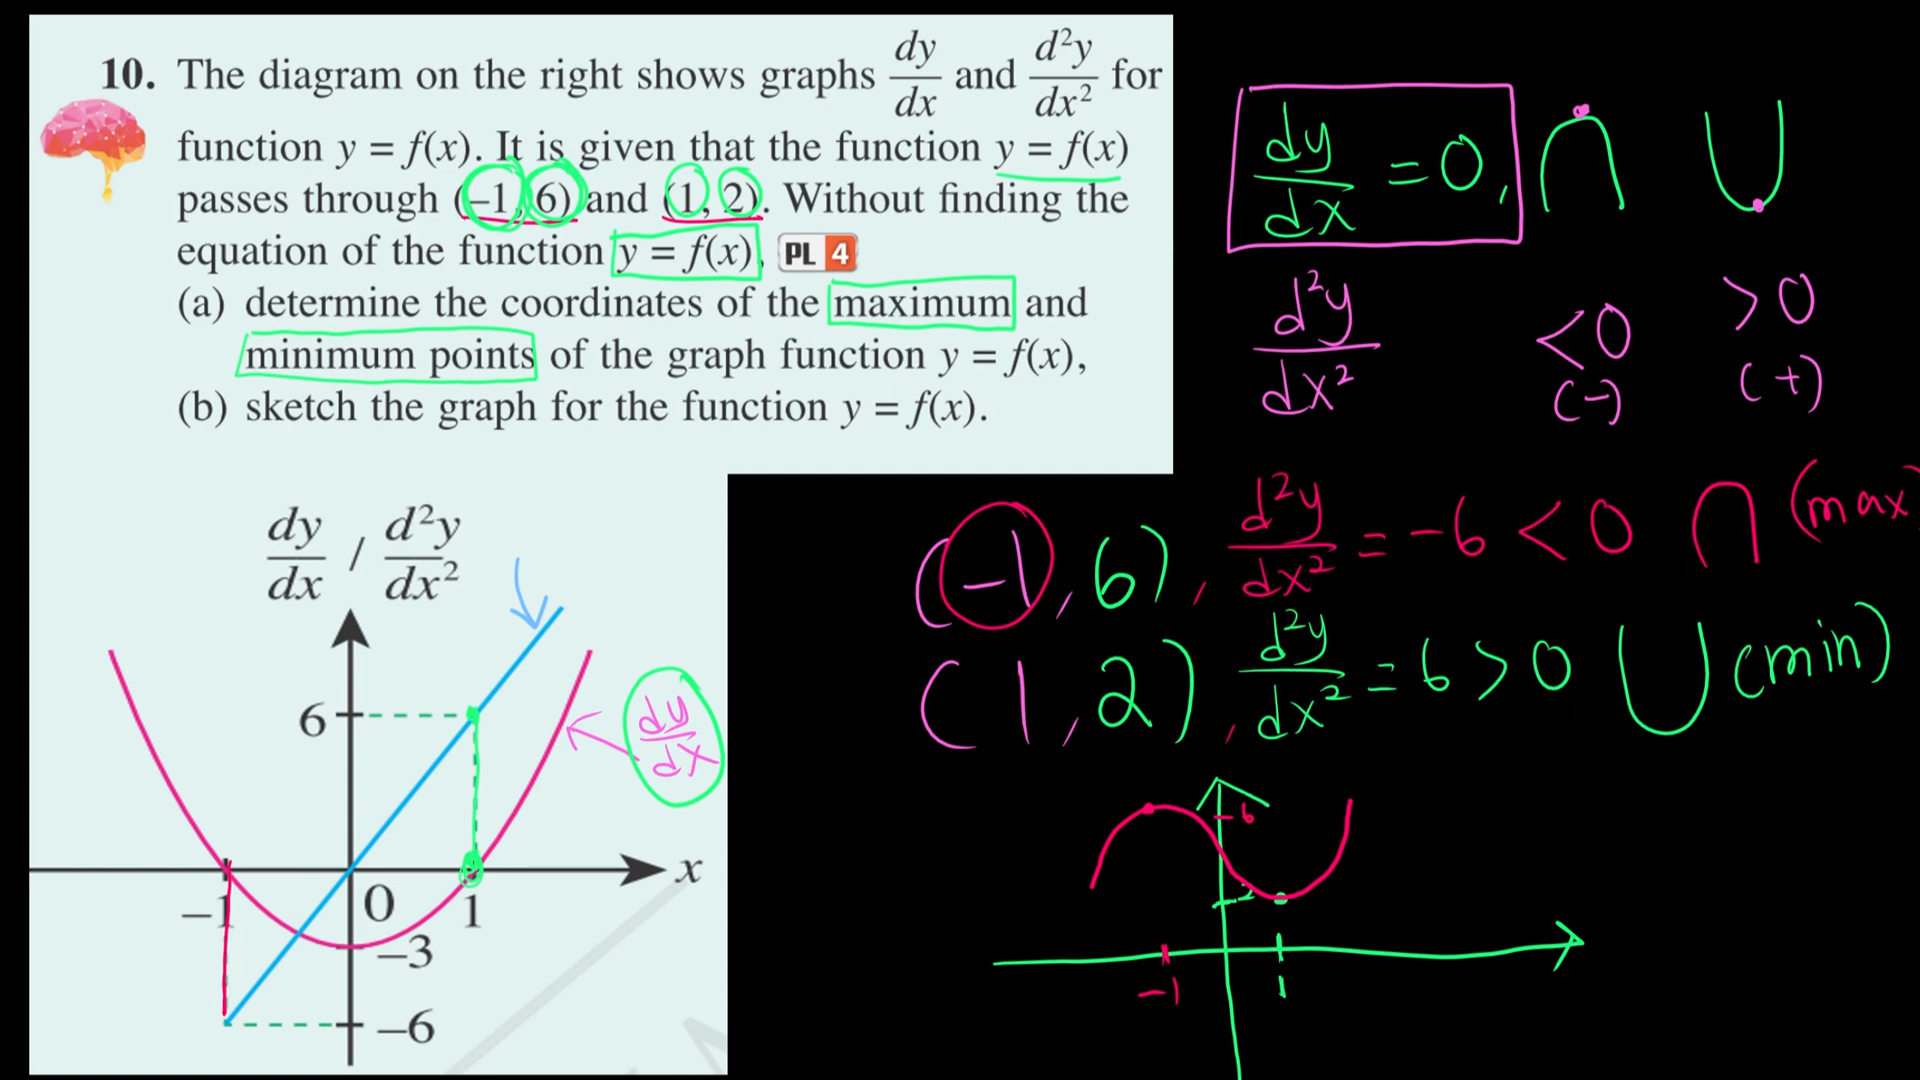 10. The diagram on the right shows graphs dy/dx and d²y/dx² for
function y = f(x). It is given that the function y = f(x)
passes through (–1, 6) and (1, 2). Without finding the
equation of the function y = f(x), PL 4
(a) determine the coordinates of the maximum and
minimum points of the graph function y = f(x),
(b) sketch the graph for the function y = f(x).
dy/dx / d²y/dx²
6
dy/dx
x
–1 0 1
–3
–6
dy/dx = 0,
d²y/dx² <0 >0
(-) (+)
(-1, 6), d²y/dx² = -6 < 0 (max
(1, 2), d²y/dx² = 6 > 0 (min)
6
2
-1 1